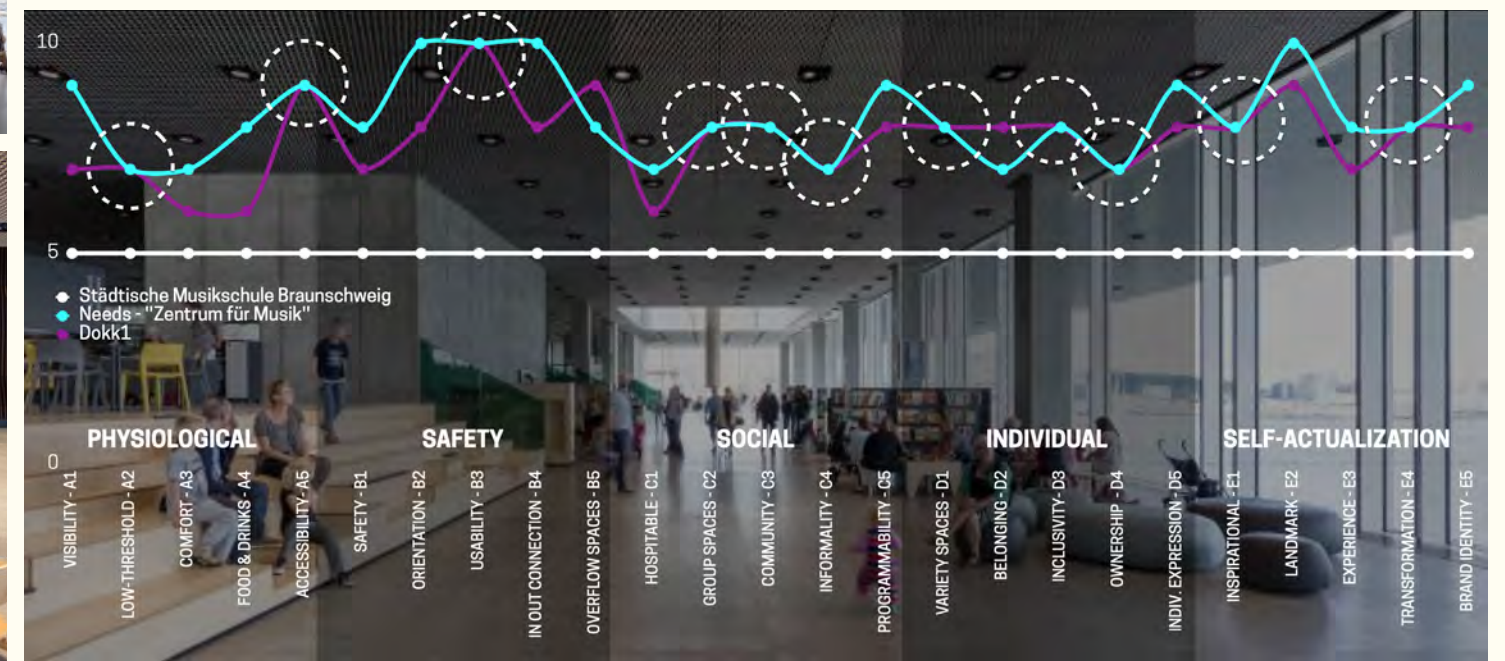 10
5
Städtische Musikschule Braunschweig
Needs - "Zentrum für Musik"
Dokk1
PHYSIOLOGICAL
SAFETY
SOCIAL
INDIVIDUAL
SELF-ACTUALIZATION
0
VISIBILITY - A1
LOW-THRESHOLD - A2
COMFORT - A3
FOOD & DRINKS - A4
ACCESSIBILITY - A5
SAFETY - B1
ORIENTATION - B2
USABILITY - B3
IN OUT CONNECTION - B4
OVERFLOW SPACES - B5
HOSPITABLE - C1
GROUP SPACES - C2
COMMUNITY - C3
INFORMALITY - C4
PROGRAMMABILITY - C5
VARIETY SPACES - D1
BELONGING - D2
INCLUSIVITY- D3
OWNERSHIP - D4
INDIV. EXPRESSION - D5
INSPIRATIONAL - E1
LANDMARK - E2
EXPERIENCE - E3
TRANSFORMATION - E4
BRAND IDENTITY - E5